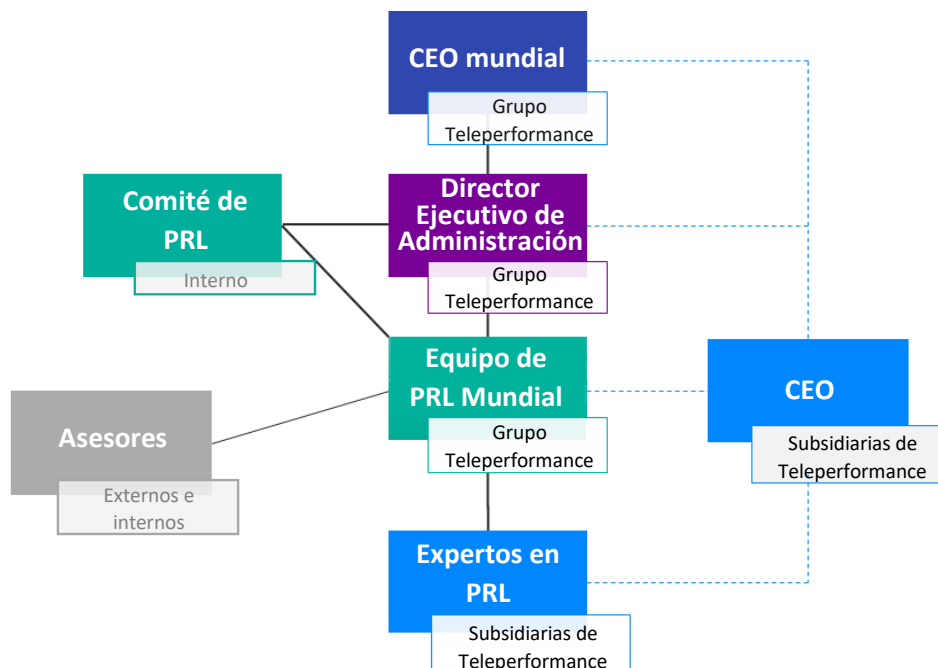 CEO mundial
Grupo
Teleperformance
Comité de
PRL
Interno
Director
Ejecutivo de
Administración
Grupo
Teleperformance
Equipo de
PRL Mundial
Grupo
Teleperformance
CEO
Subsidiarias de
Teleperformance
Asesores
Externos e
internos
Expertos en
PRL
Subsidiarias de
Teleperformance